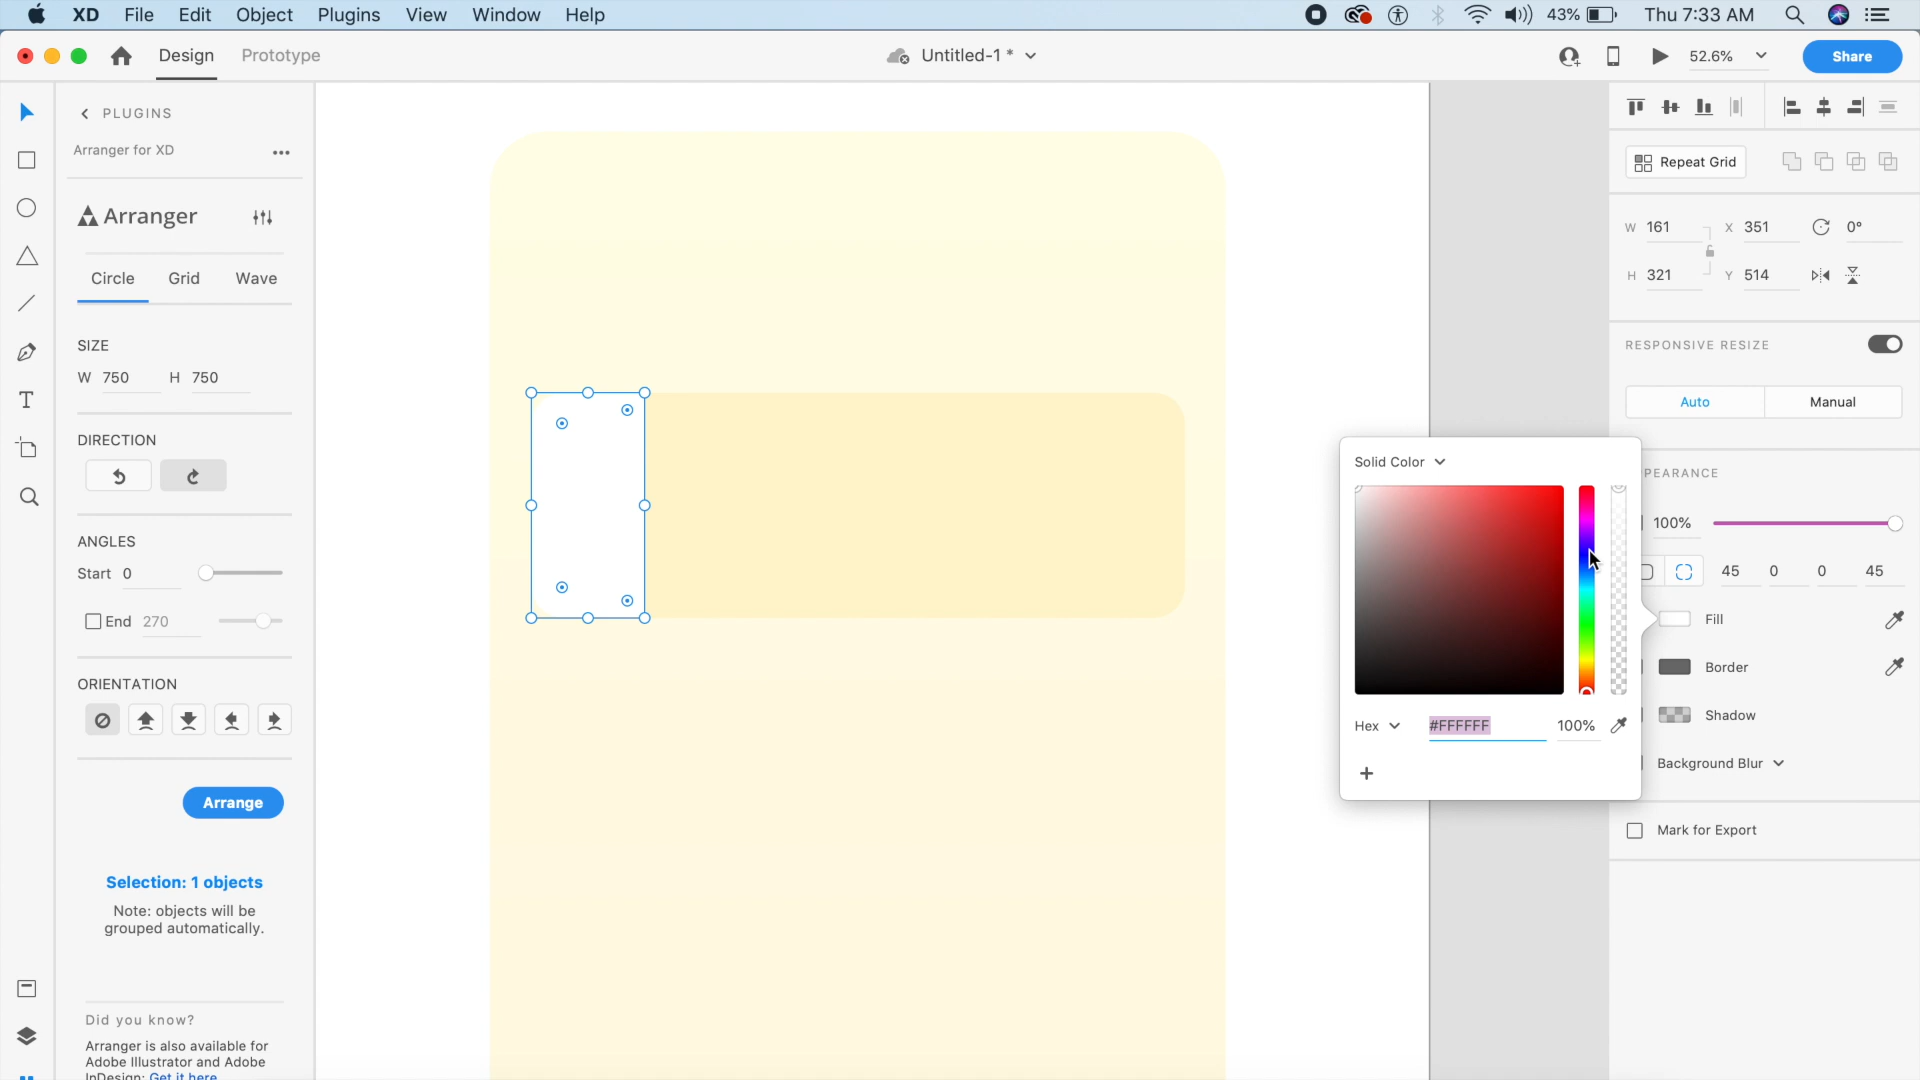 XD File Edit Object Plugins View Window Help 43% Thu 7:33 AM
Design Prototype Untitled-1 * 52.6% Share
PLUGINS
Arranger for XD
Arranger
Circle Grid Wave
SIZE
W 750 H 750
DIRECTION
ANGLES
Start 0
End 270
ORIENTATION
Arrange
Selection: 1 objects
Note: objects will be
grouped automatically.
Did you know?
Arranger is also available for
Adobe Illustrator and Adobe
InDesign: Get it here
Solid Color
Hex #FFFFFF 100%
Repeat Grid
W 161 X 351 0°
H 321 Y 514
RESPONSIVE RESIZE
Auto Manual
PEARANCE
100%
45 0 0 45
Fill
Border
Shadow
Background Blur
Mark for Export